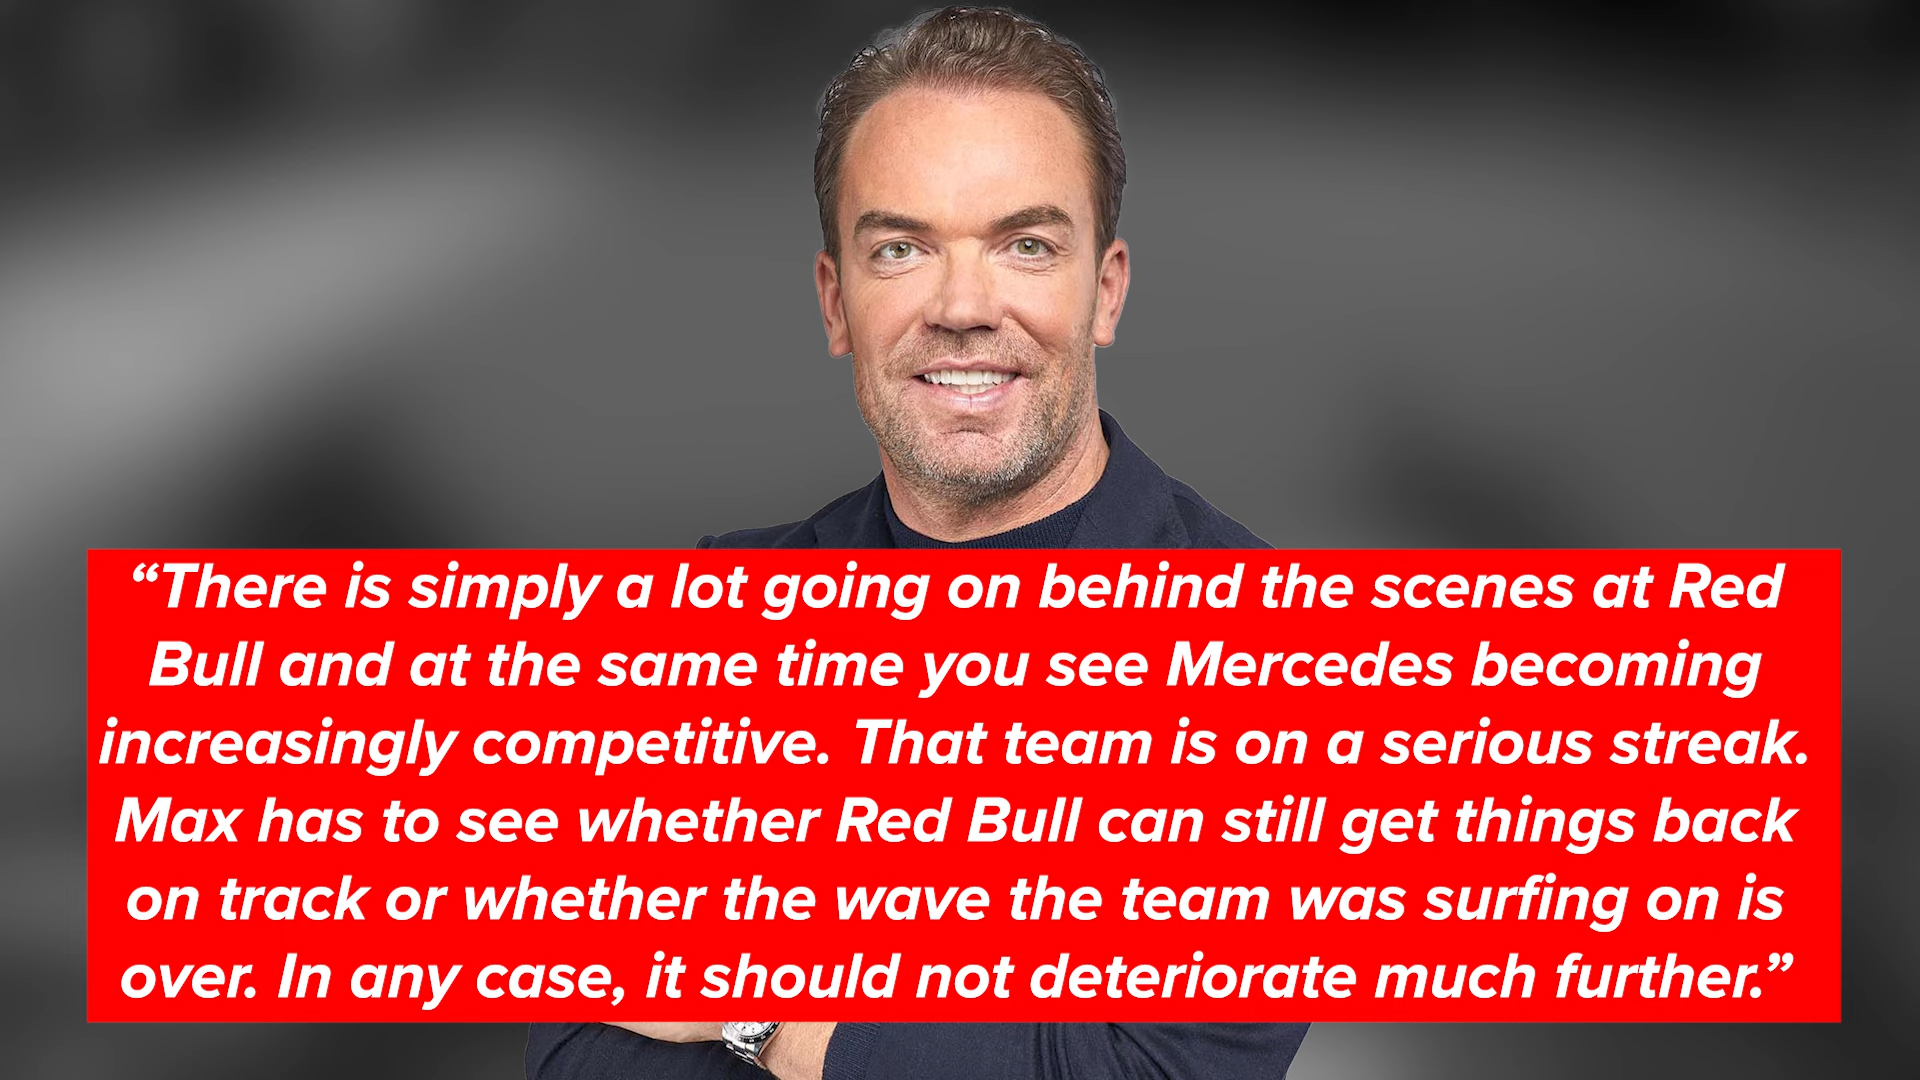 “There is simply a lot going on behind the scenes at Red
Bull and at the same time you see Mercedes becoming
increasingly competitive. That team is on a serious streak.
Max has to see whether Red Bull can still get things back
on track or whether the wave the team was surfing on is
over. In any case, it should not deteriorate much further.”